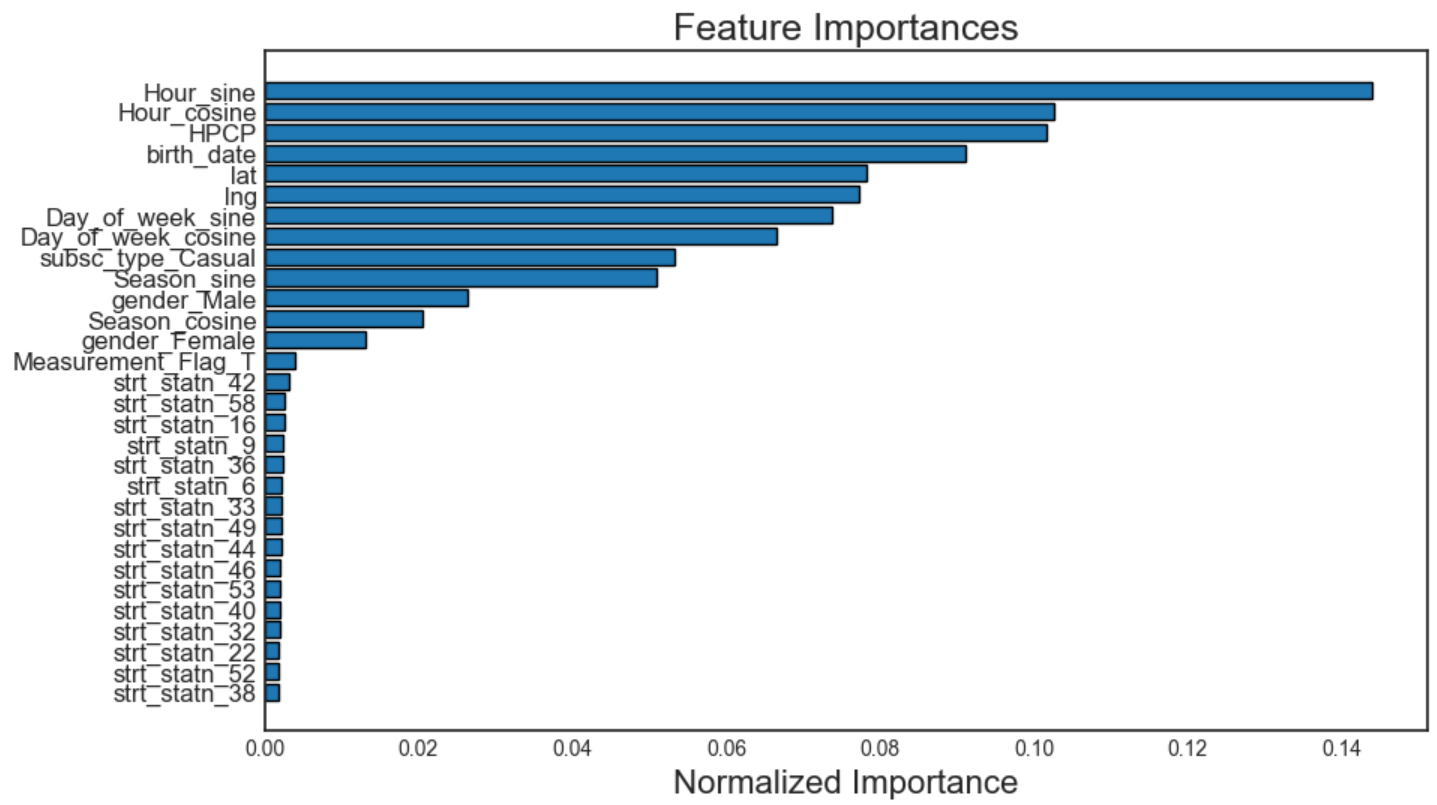 Feature Importances
Hour_sine
Hour_cosine
HPCP
birth_date
lat
lng
Day_of_week_sine
Day_of_week_cosine
subsc_type_Casual
Season_sine
gender_Male
Season_cosine
gender_Female
Measurement_Flag_T
strt_statn_42
strt_statn_58
strt_statn_16
strt_statn_9
strt_statn_36
strt_statn_6
strt_statn_33
strt_statn_49
strt_statn_44
strt_statn_46
strt_statn_53
strt_statn_40
strt_statn_32
strt_statn_22
strt_statn_52
strt_statn_38
0.00 0.02 0.04 0.06 0.08 0.10 0.12 0.14
Normalized Importance